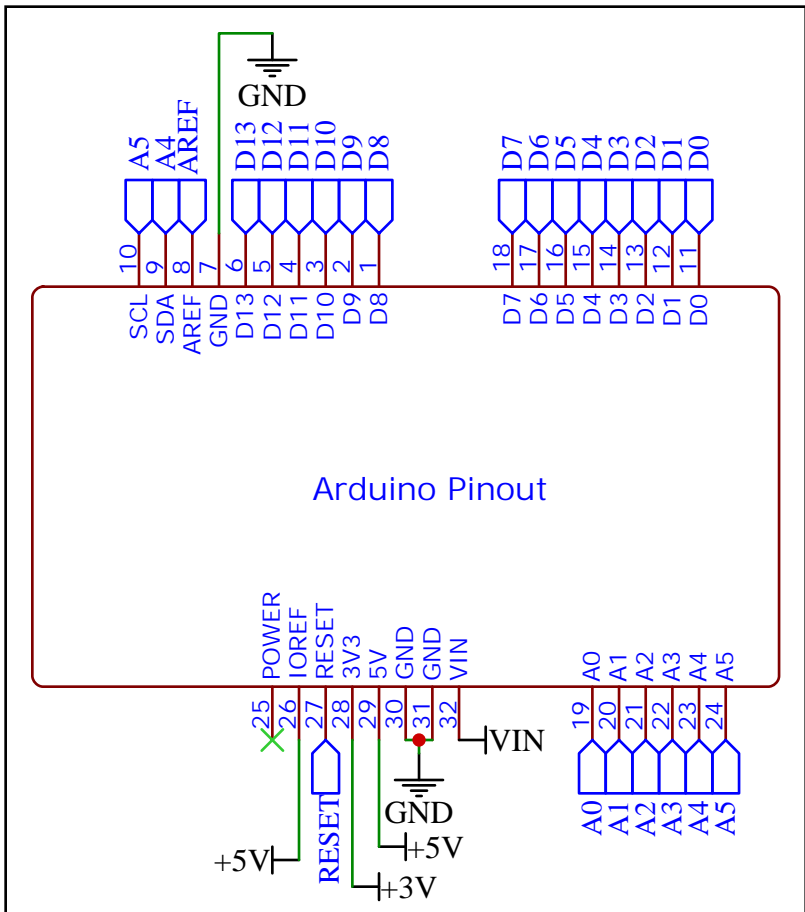 GND
A5 A4 AREF D13 D12 D11 D10 D9 D8 D7 D6 D5 D4 D3 D2 D1 D0
10 9 8 7 6 5 4 3 2 1 18 17 16 15 14 13 12 11
SCL SDA AREF GND D13 D12 D11 D10 D9 D8 D7 D6 D5 D4 D3 D2 D1 D0
Arduino Pinout
POWER IOREF RESET 3V3 5V GND GND VIN A0 A1 A2 A3 A4 A5
25 26 27 28 29 30 31 32 19 20 21 22 23 24
VIN
RESET
GND
A0 A1 A2 A3 A4 A5
+5V
+5V
+3V